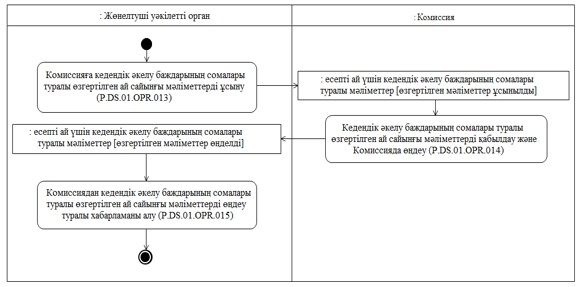 : Жөнелтуші уәкілетті орган
: Комиссия
Комиссияға кедендік әкелу баждарының сомалары
туралы өзгертілген ай сайынғы мәліметтерді ұсыну
(P.DS.01.OPR.013)
: есепті ай үшін кедендік әкелу баждарының сомалары
туралы мәліметтер [өзгертілген мәліметтер ұсынылды]
Кедендік әкелу баждарының сомалары туралы
өзгертілген ай сайынғы мәліметтерді қабылдау және
Комиссияда өңдеу (P.DS.01.OPR.014)
: есепті ай үшін кедендік әкелу баждарының сомалары
туралы мәліметтер [өзгертілген мәліметтер өңделді]
Комиссиядан кедендік әкелу баждарының сомалары
туралы өзгертілген ай сайынғы мәліметтерді өңдеу
туралы хабарламаны алу (P.DS.01.OPR.015)